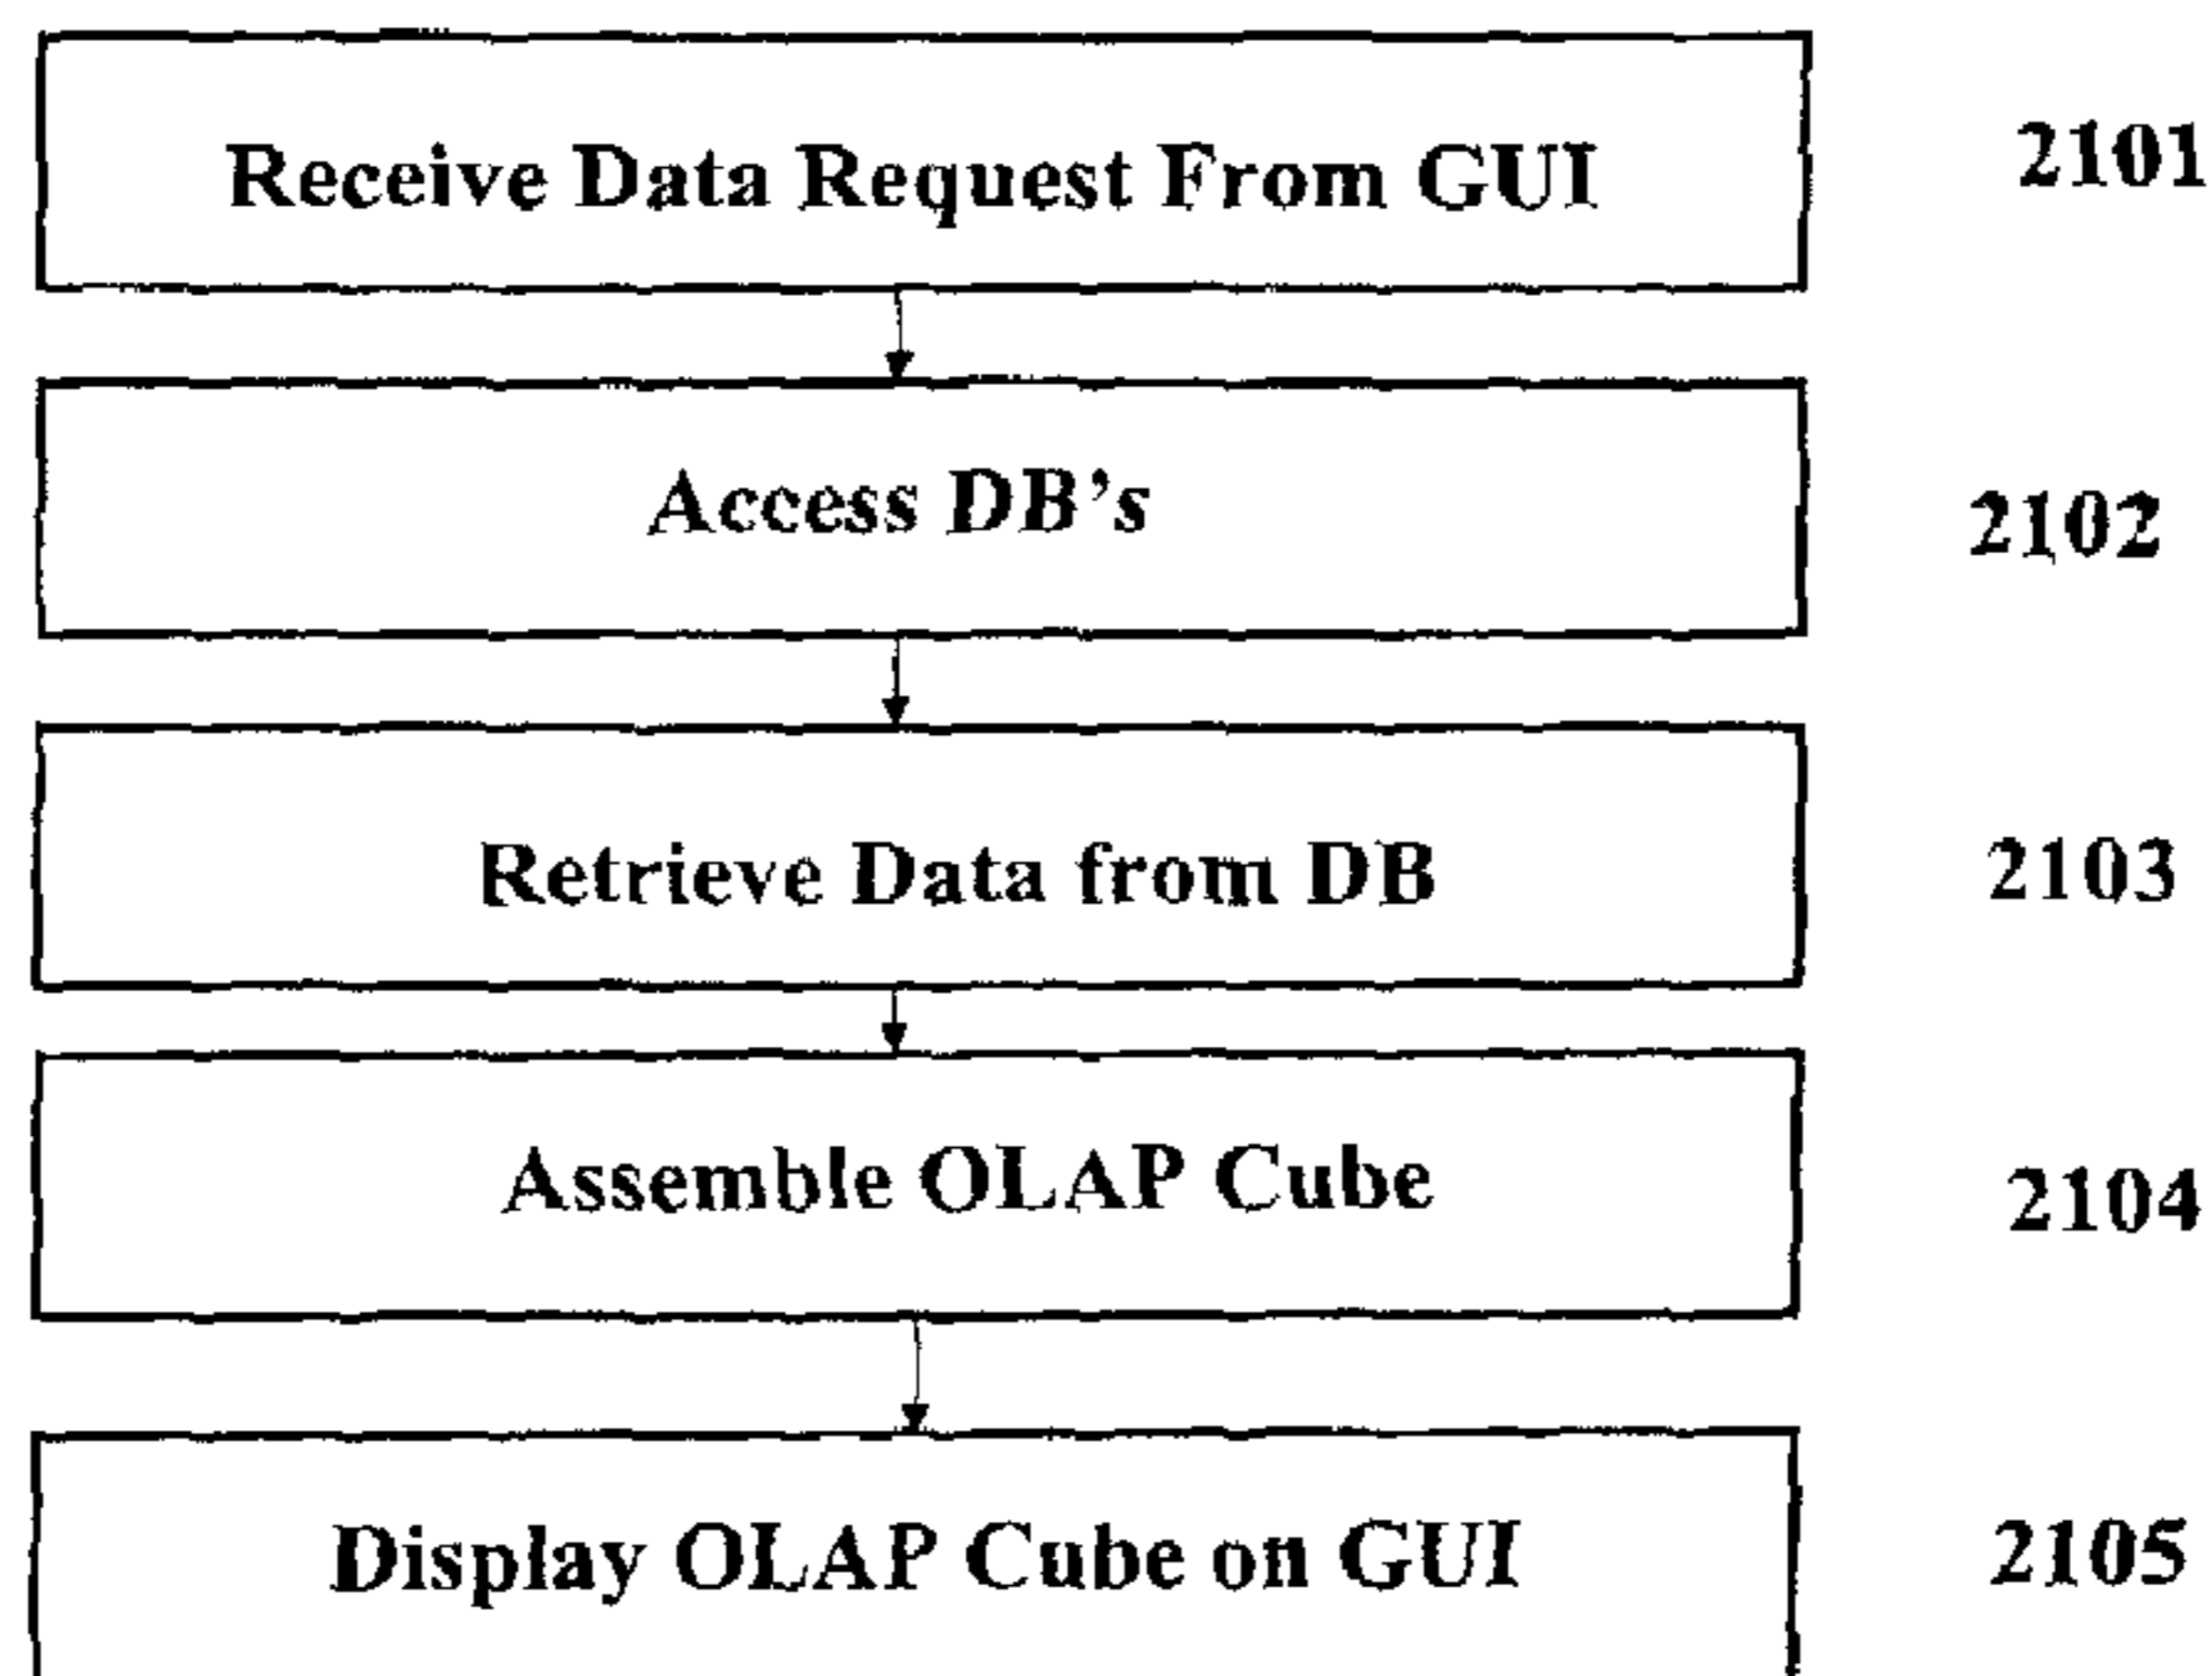 Receive Data Request From GUI 2101
Access DB's 2102
Retrieve Data from DB 2103
Assemble OLAP Cube 2104
Display OLAP Cube on GUI 2105